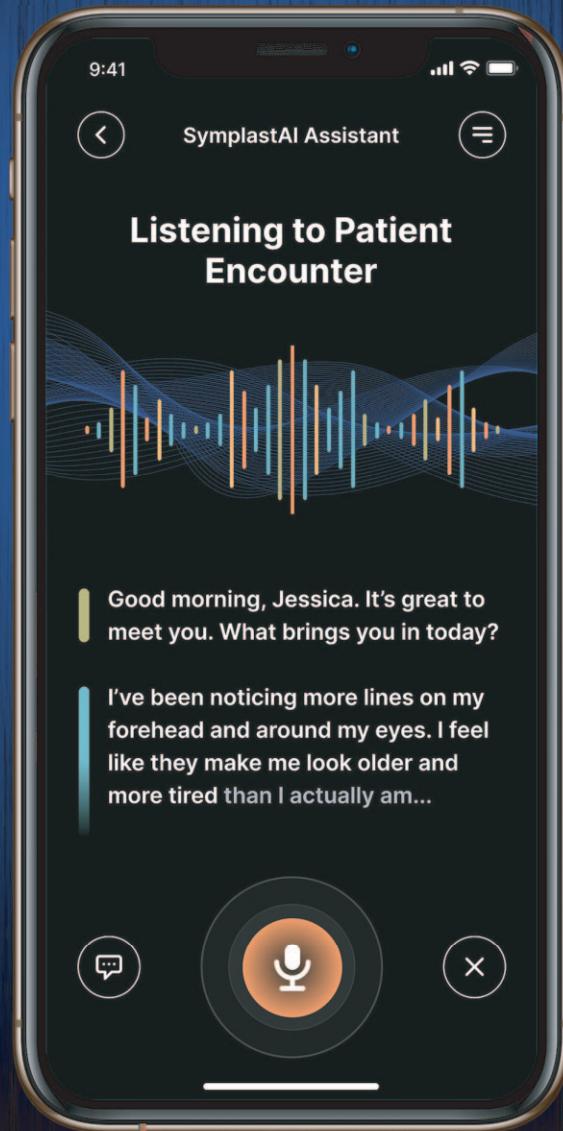 9:41
SymplastAI Assistant
Listening to Patient
Encounter
Good morning, Jessica. It’s great to
meet you. What brings you in today?
I’ve been noticing more lines on my
forehead and around my eyes. I feel
like they make me look older and
more tired than I actually am...